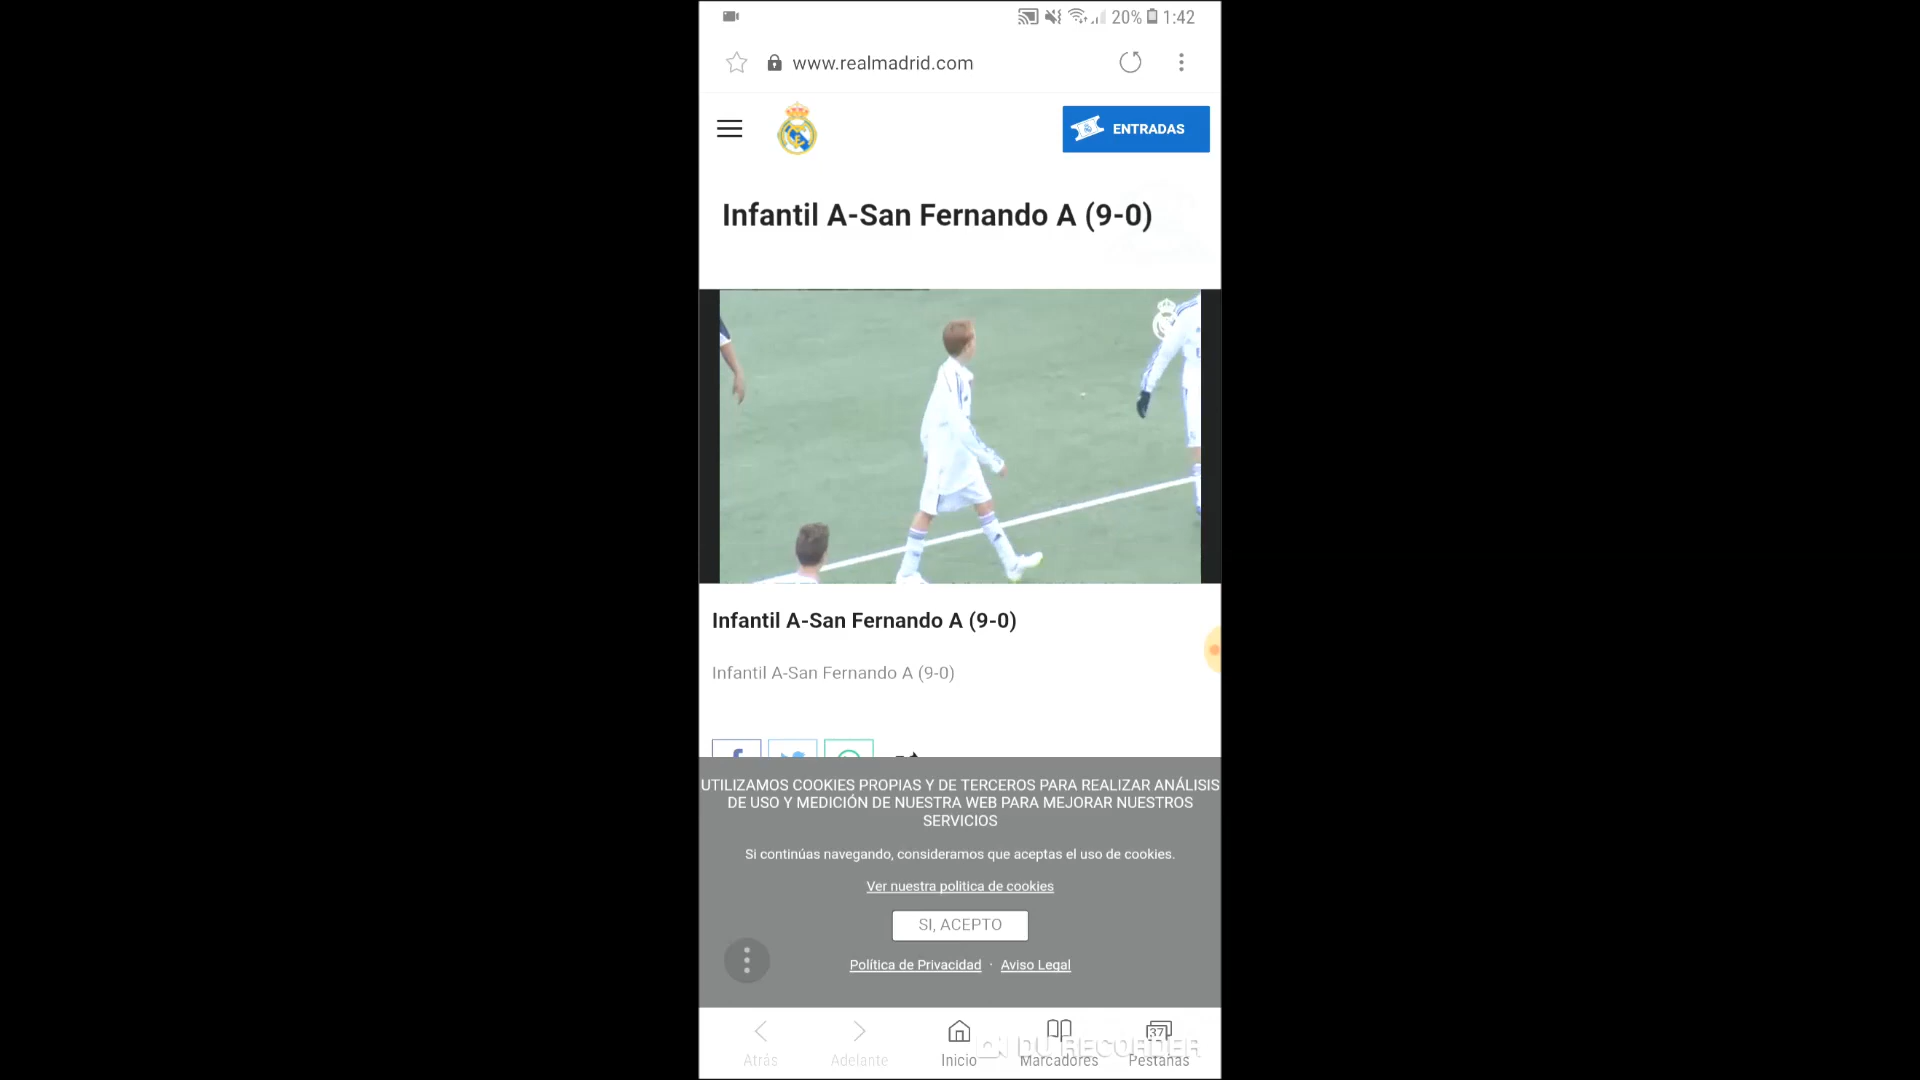 20% 1:42
www.realmadrid.com
ENTRADAS
Infantil A-San Fernando A (9-0)
Infantil A-San Fernando A (9-0)
Infantil A-San Fernando A (9-0)
UTILIZAMOS COOKIES PROPIAS Y DE TERCEROS PARA REALIZAR ANÁLISIS
DE USO Y MEDICIÓN DE NUESTRA WEB PARA MEJORAR NUESTROS
SERVICIOS
Si continúas navegando, consideramos que aceptas el uso de cookies.
Ver nuestra politica de cookies
SI, ACEPTO
Política de Privacidad · Aviso Legal
37
DU RECORDER
Atrás Adelante Inicio Marcadores Pestañas